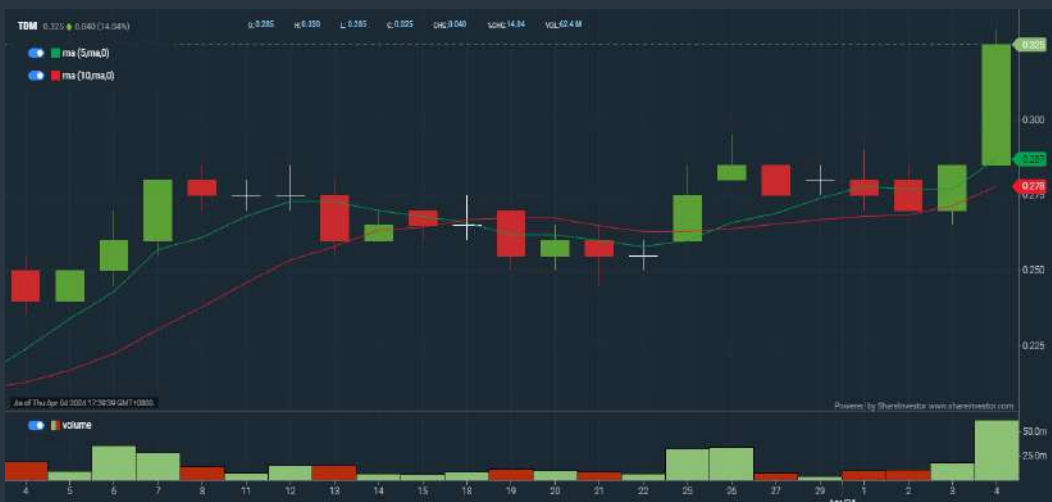 TDM 0.325 0.040 (14.04%) O:0.285 H:0.330 L:0.285 C:0.325 CHG:0.040 %CHG:14.04 VOL:62.4 M
ma (5,ma,0)
ma (10,ma,0)
0.325
0.300
0.287
0.278
0.275
0.250
0.225
As of Thu Apr 04 2024 17:39:39 GMT+0800
Powered by ShareInvestor www.shareinvestor.com
volume
50.0m
25.0m
4 5 6 7 8 11 12 13 14 15 18 19 20 21 22 25 26 27 29 1 2 3 4